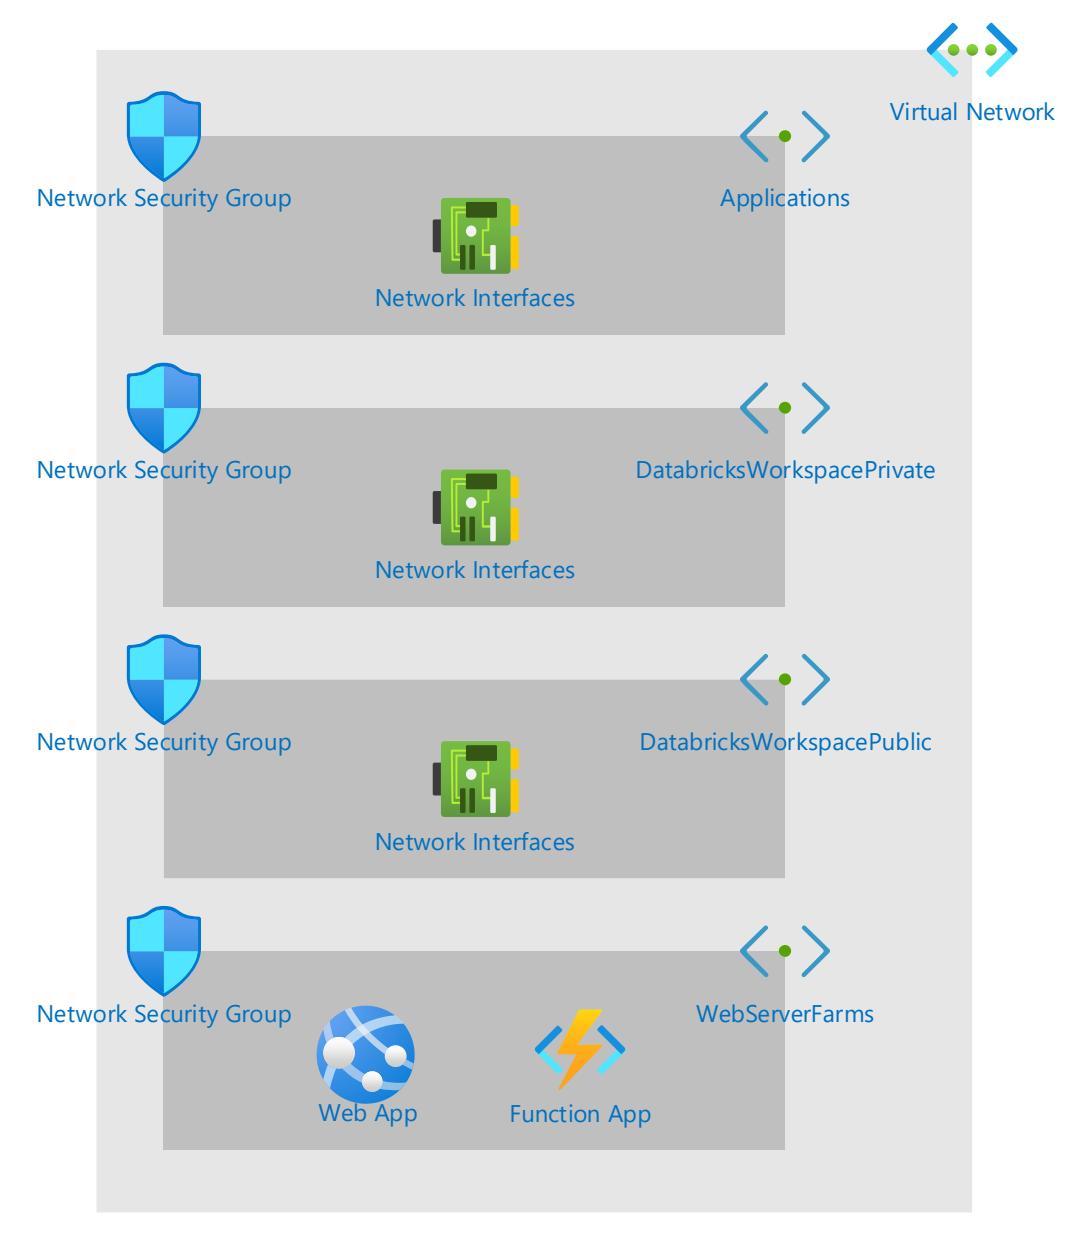 Virtual Network
Network Security Group
Applications
Network Interfaces
Network Security Group
DatabricksWorkspacePrivate
Network Interfaces
Network Security Group
DatabricksWorkspacePublic
Network Interfaces
Network Security Group
WebServerFarms
Web App
Function App